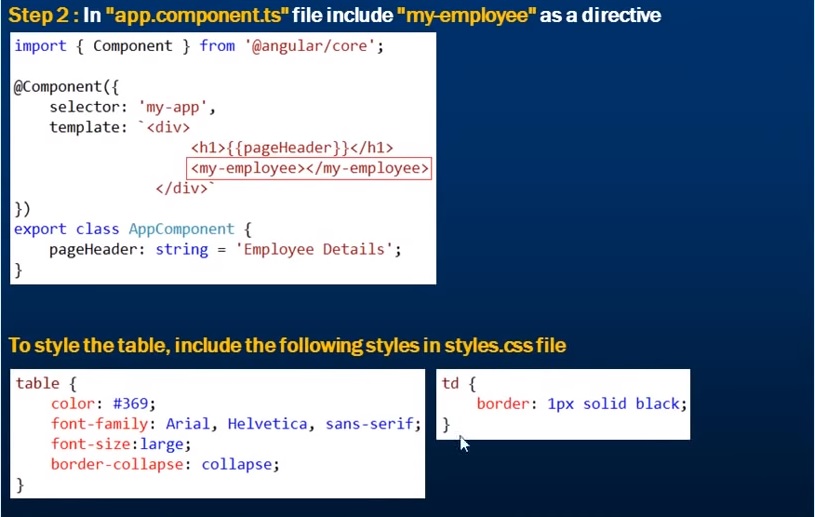 Step 2 : In "app.component.ts" file include "my-employee" as a directive
import { Component } from '@angular/core';
@Component({
    selector: 'my-app',
    template: `<div>
                    <h1>{{pageHeader}}</h1>
                    <my-employee></my-employee>
                </div>`
})
export class AppComponent {
    pageHeader: string = 'Employee Details';
}
To style the table, include the following styles in styles.css file
table {
    color: #369;
    font-family: Arial, Helvetica, sans-serif;
    font-size:large;
    border-collapse: collapse;
}
td {
    border: 1px solid black;
}